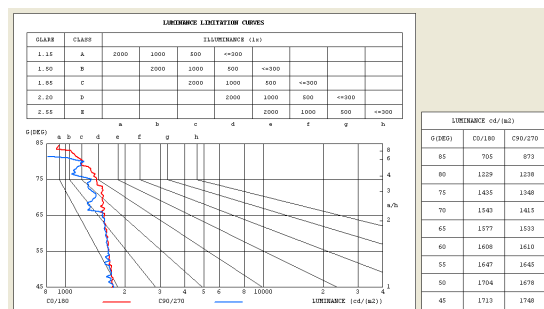 LUMINANCE LIMITATION CURVES
GLARE CLASS ILLUMINANCE (lx)
1.15 A 2000 1000 500 <=300
1.50 B 2000 1000 500 <=300
1.85 C 2000 1000 500 <=300
2.20 D 2000 1000 500 <=300
2.55 E 2000 1000 500 <=300
a b c d e f g h
G(DEG) a b c d e f g h
85 8
6
75 4
3
a/h
65 2
55
45 1
8 1000 2 3 4 5 6 8 10000 2 3 4
C0/180 C90/270 LUMINANCE (cd/(m2))
LUMINANCE cd/(m2)
G(DEG) C0/180 C90/270
85 705 873
80 1229 1238
75 1435 1348
70 1543 1415
65 1577 1533
60 1608 1610
55 1647 1645
50 1704 1678
45 1713 1748